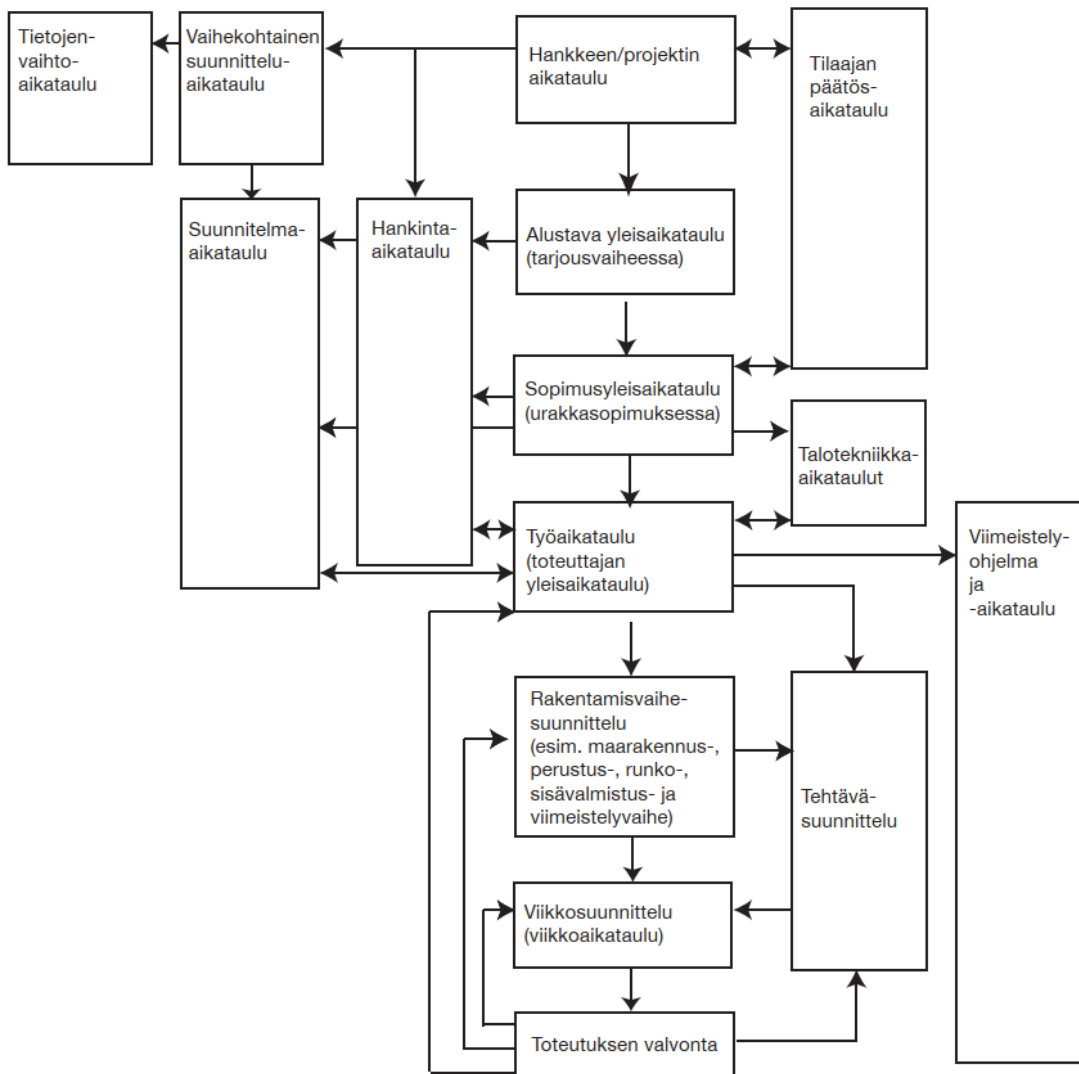 Tietojen-
vaihto-
aikataulu
Vaihekohtainen
suunnittelu-
aikataulu
Hankkeen/projektin
aikataulu
Tilaajan
päätös-
aikataulu
Suunnitelma-
aikataulu
Hankinta-
aikataulu
Alustava yleisaikataulu
(tarjousvaiheessa)
Sopimusyleisaikataulu
(urakkasopimuksessa)
Talotekniikka-
aikataulut
Työaikataulu
(toteuttajan
yleisaikataulu)
Viimeistely-
ohjelma
ja
-aikataulu
Rakentamisvaihe-
suunnittelu
(esim. maarakennus-,
perustus-, runko-,
sisävalmistus- ja
viimeistelyvaihe)
Tehtävä-
suunnittelu
Viikkosuunnittelu
(viikkoaikataulu)
Toteutuksen valvonta